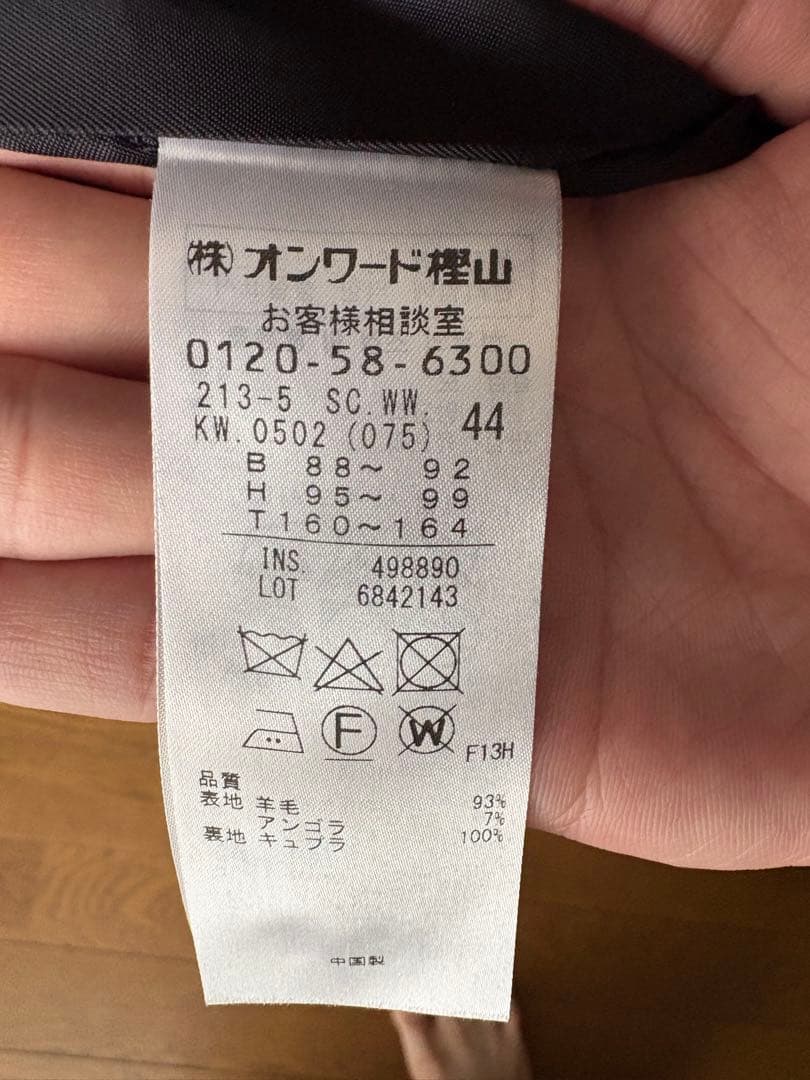 ㈱オンワード樫山
お客様相談室
0120-58-6300
213-5 SC.WW. 44
KW.0502 (075)
B 88～ 92
H 95～ 99
T160～164
INS. 498890
LOT 6842143
F W F13H
品質
表地 羊毛 93%
アンゴラ 7%
裏地 キュプラ 100%
中国製